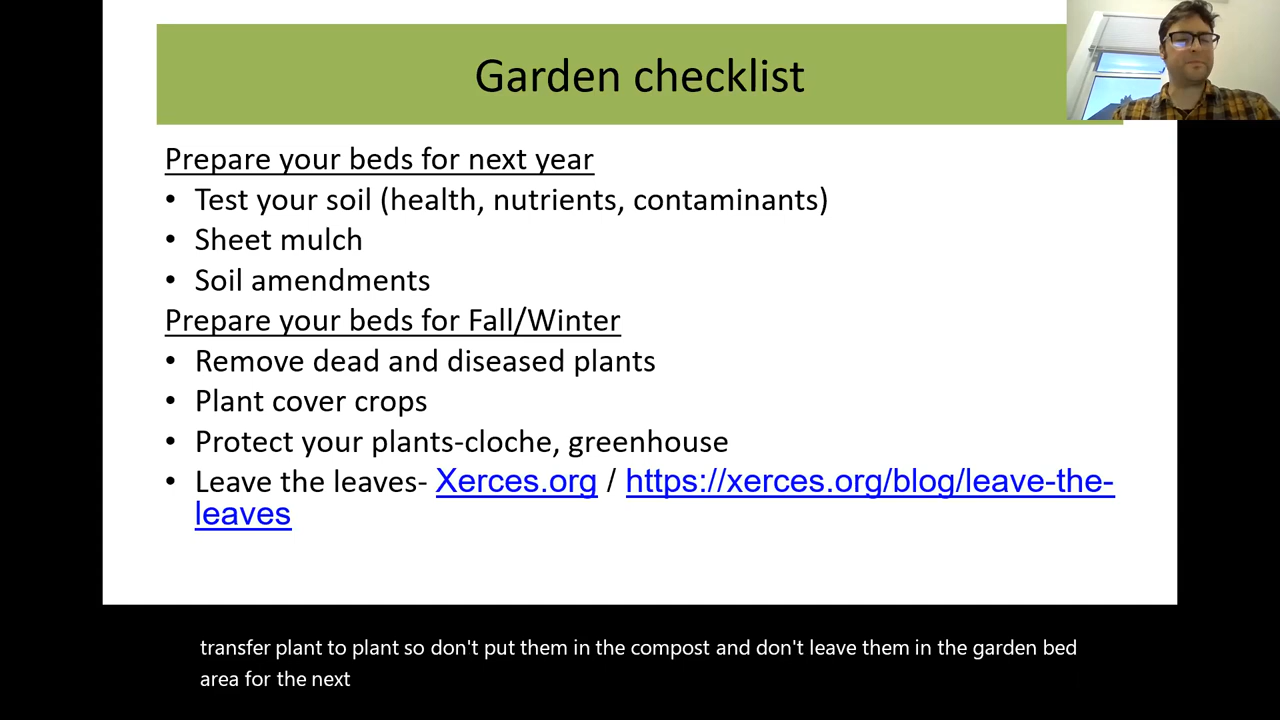 Garden checklist
Prepare your beds for next year
• Test your soil (health, nutrients, contaminants)
• Sheet mulch
• Soil amendments
Prepare your beds for Fall/Winter
• Remove dead and diseased plants
• Plant cover crops
• Protect your plants-cloche, greenhouse
• Leave the leaves- Xerces.org / https://xerces.org/blog/leave-the-
leaves
transfer plant to plant so don't put them in the compost and don't leave them in the garden bed
area for the next